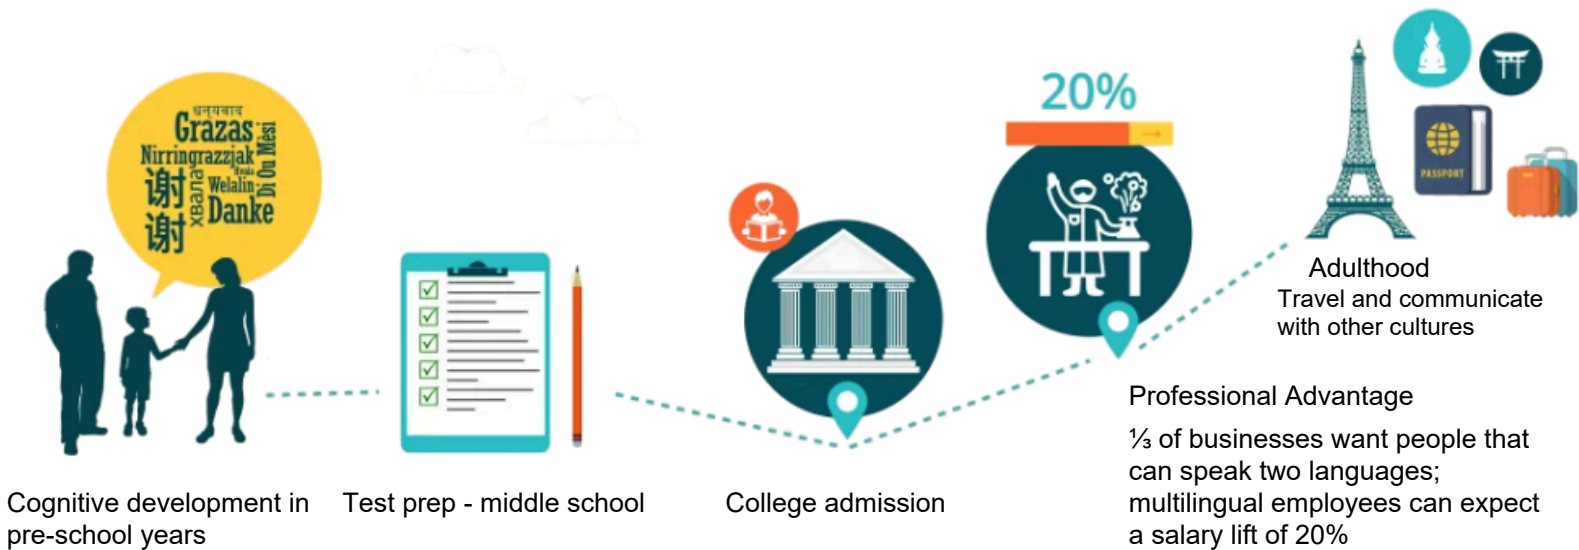 धन्यवाद
Grazas
Nirringrazzjak
谢谢
хвала
Welalin
Danke
Di Ou Mèsi
20%
PASSPORT
Adulthood
Travel and communicate
with other cultures
Professional Advantage
⅓ of businesses want people that
can speak two languages;
multilingual employees can expect
a salary lift of 20%
Cognitive development in
pre-school years
Test prep - middle school
College admission